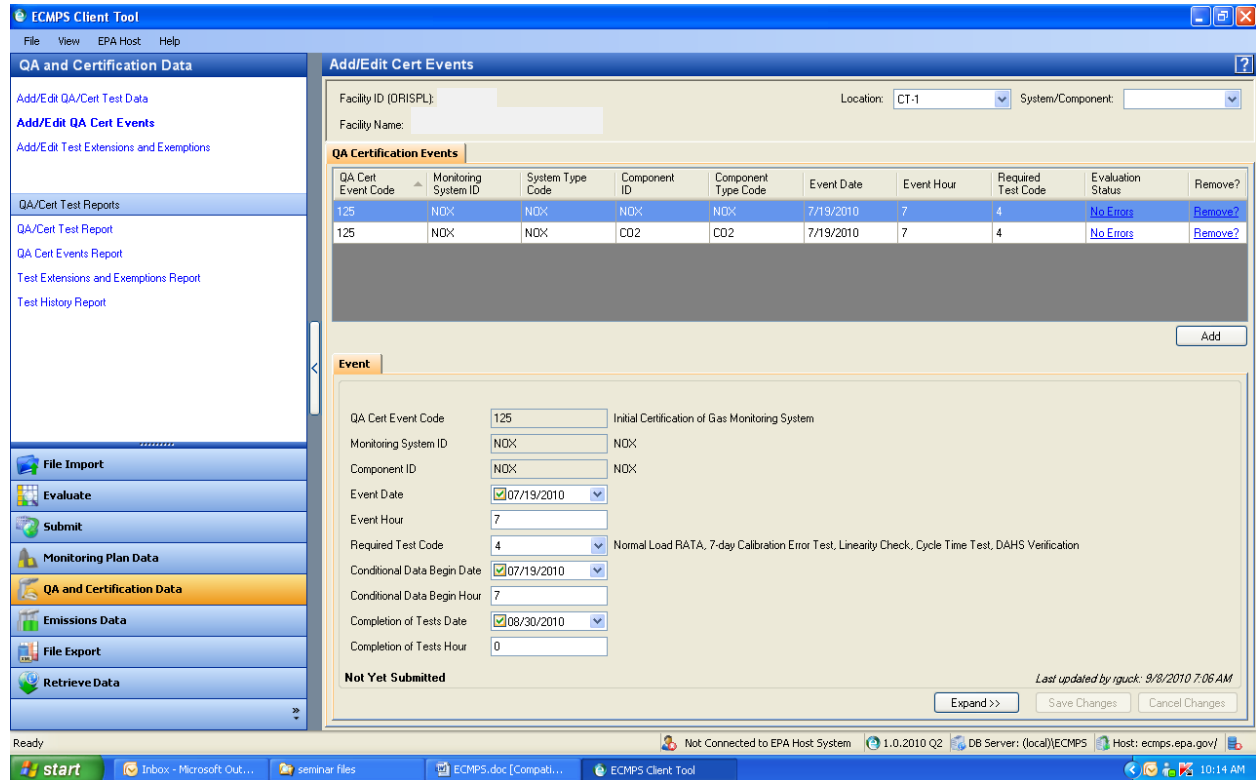 ECMPS Client Tool
File View EPA Host Help
QA and Certification Data
Add/Edit QA/Cert Test Data
Add/Edit QA Cert Events
Add/Edit Test Extensions and Exemptions
QA/Cert Test Reports
QA/Cert Test Report
QA Cert Events Report
Test Extensions and Exemptions Report
Test History Report
File Import
Evaluate
Submit
Monitoring Plan Data
QA and Certification Data
Emissions Data
File Export
Retrieve Data
Add/Edit Cert Events
Facility ID (ORISPL): Location: CT-1 System/Component:
Facility Name:
QA Certification Events
QA Cert Event Code Monitoring System ID System Type Code Component ID Component Type Code Event Date Event Hour Required Test Code Evaluation Status Remove?
125 NOX NOX NOX NOX 7/19/2010 7 4 No Errors Remove?
125 NOX NOX CO2 CO2 7/19/2010 7 4 No Errors Remove?
Add
Event
QA Cert Event Code 125 Initial Certification of Gas Monitoring System
Monitoring System ID NOX NOX
Component ID NOX NOX
Event Date 07/19/2010
Event Hour 7
Required Test Code 4 Normal Load RATA, 7-day Calibration Error Test, Linearity Check, Cycle Time Test, DAHS Verification
Conditional Data Begin Date 07/19/2010
Conditional Data Begin Hour 7
Completion of Tests Date 08/30/2010
Completion of Tests Hour 0
Not Yet Submitted Last updated by rguck: 9/8/2010 7:06 AM
Expand >> Save Changes Cancel Changes
Ready Not Connected to EPA Host System 1.0.2010 Q2 DB Server: (local)\ECMPS Host: ecmps.epa.gov/
start Inbox - Microsoft Out... seminar files ECMPS.doc [Compati... ECMPS Client Tool 10:14 AM